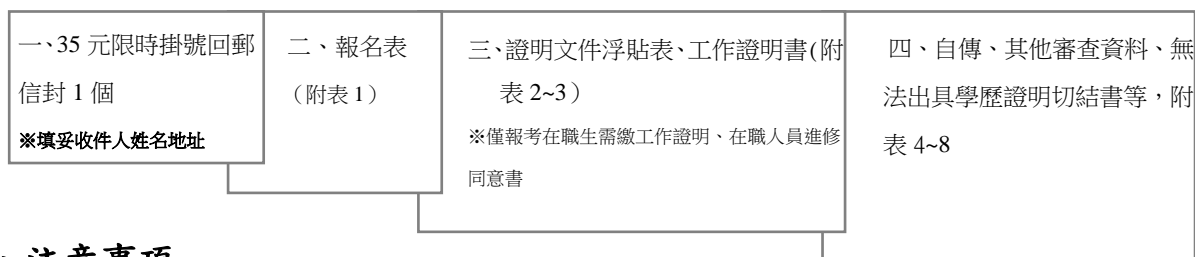 一、35 元限時掛號回郵
信封 1 個
※填妥收件人姓名地址
二、報名表
（附表 1）
三、證明文件浮貼表、工作證明書(附
表 2~3）
※僅報考在職生需繳工作證明、在職人員進修
同意書
四、自傳、其他審查資料、無
法出具學歷證明切結書等，附
表 4~8
注意事項